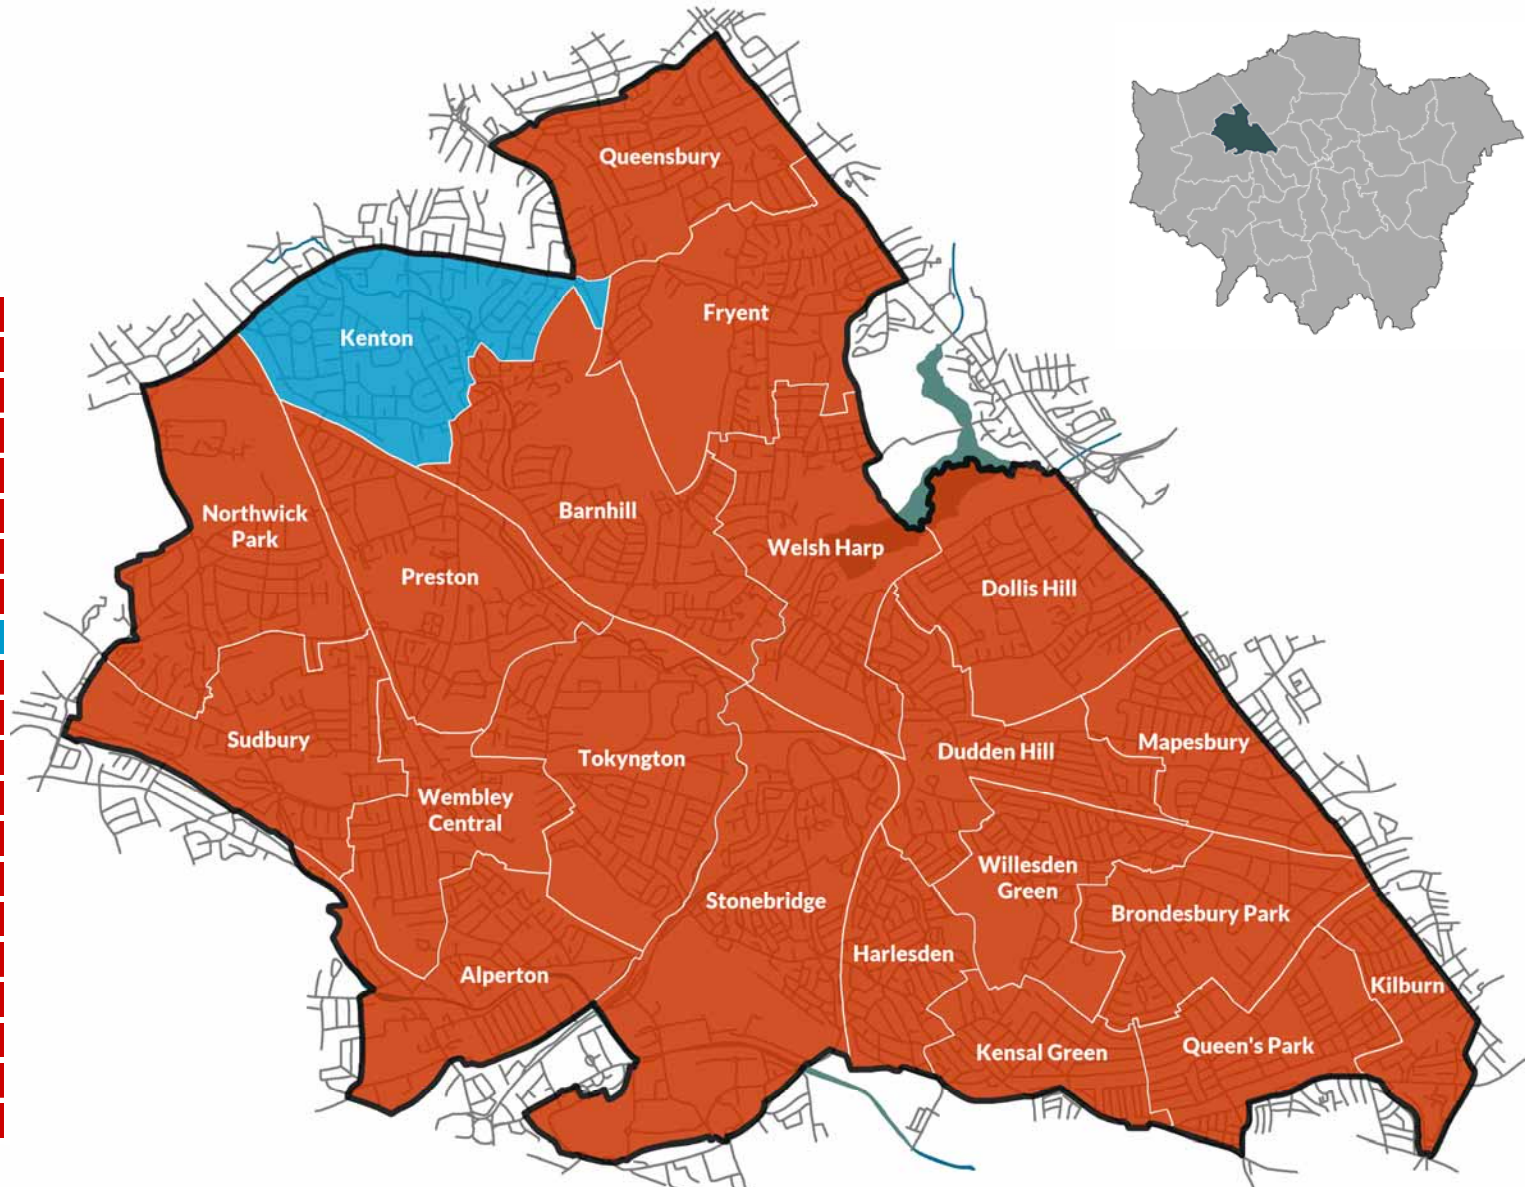 Queensbury
Fryent
Kenton
Northwick
Park
Barnhill
Welsh Harp
Preston
Dollis Hill
Sudbury
Tokyngton
Dudden Hill
Mapesbury
Wembley
Central
Willesden
Green
Stonebridge
Brondesbury Park
Harlesden
Alperton
Kilburn
Kensal Green
Queen's Park